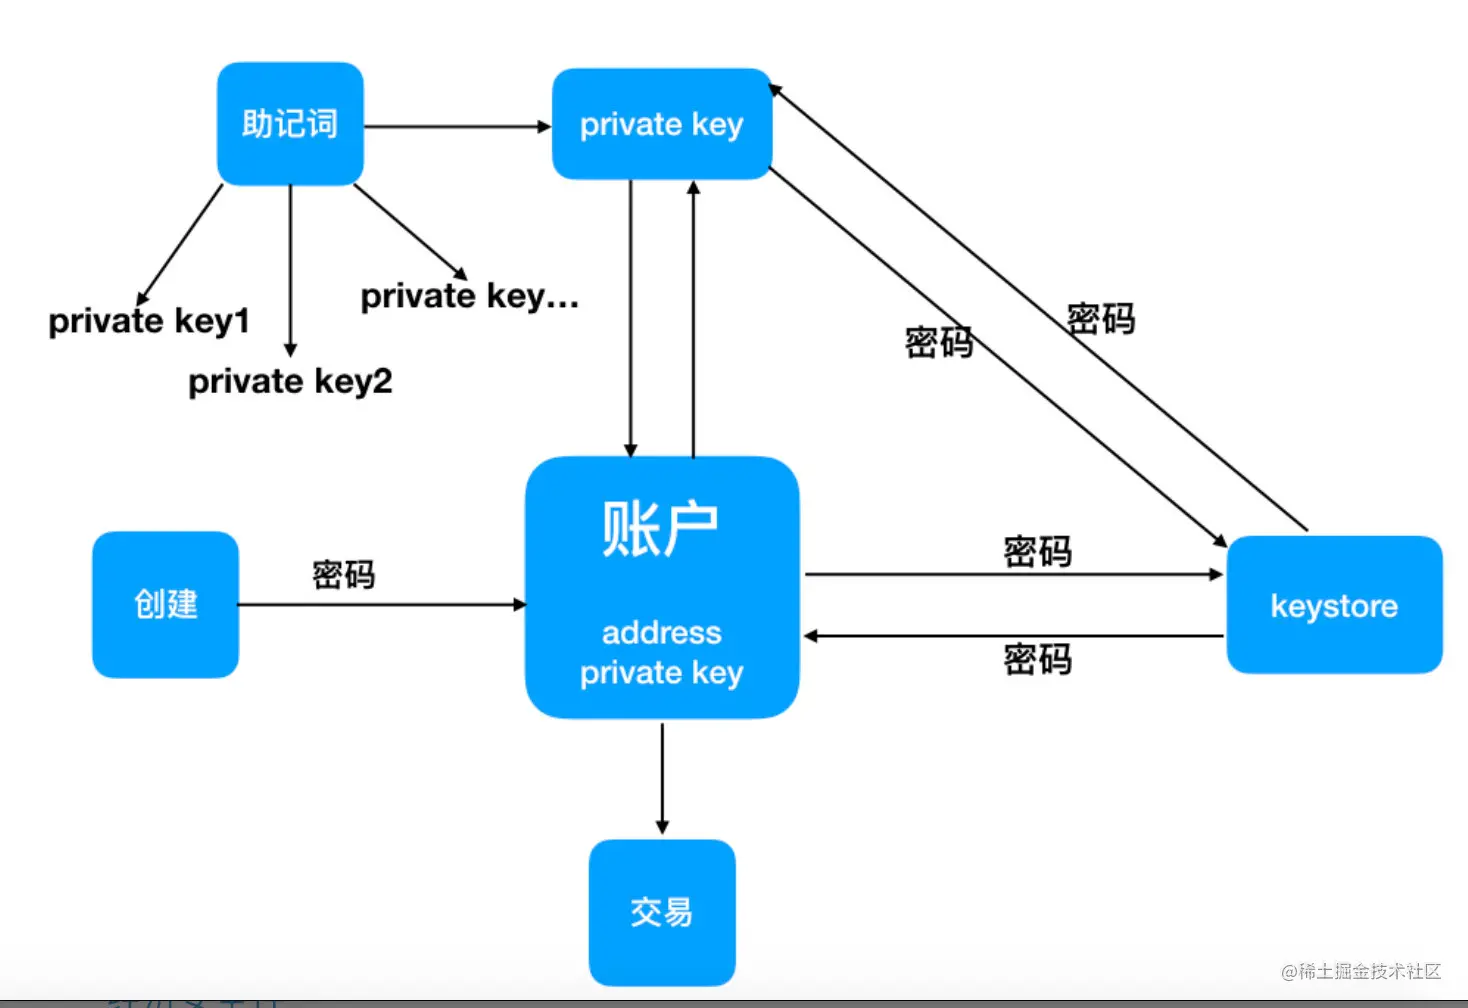 助记词
private key
private key1
private key2
private key...
密码
密码
账户
address
private key
创建
密码
密码
密码
keystore
交易
@稀土掘金技术社区